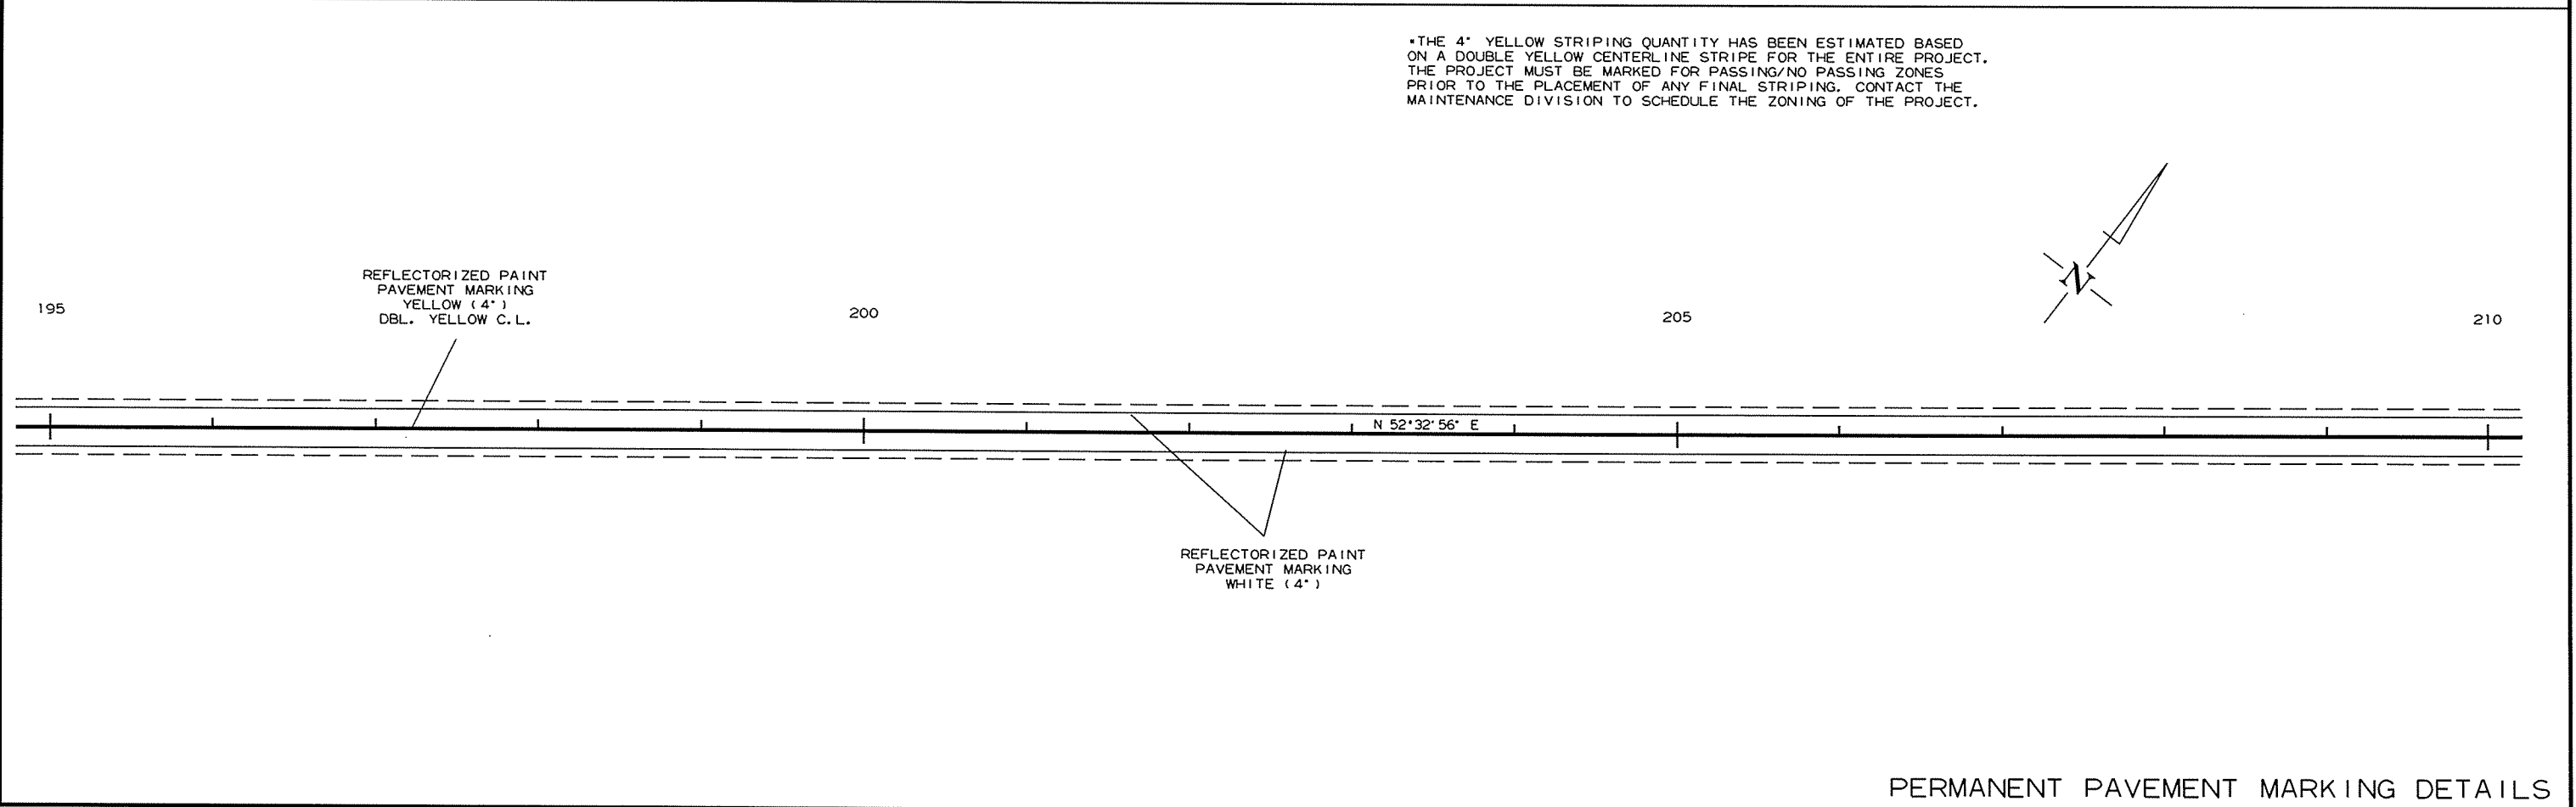 *THE 4" YELLOW STRIPING QUANTITY HAS BEEN ESTIMATED BASED
ON A DOUBLE YELLOW CENTERLINE STRIPE FOR THE ENTIRE PROJECT.
THE PROJECT MUST BE MARKED FOR PASSING/NO PASSING ZONES
PRIOR TO THE PLACEMENT OF ANY FINAL STRIPING. CONTACT THE
MAINTENANCE DIVISION TO SCHEDULE THE ZONING OF THE PROJECT.
N
REFLECTORIZED PAINT
PAVEMENT MARKING
YELLOW (4")
DBL. YELLOW C.L.
195
200
205
210
N 52°32'56" E
REFLECTORIZED PAINT
PAVEMENT MARKING
WHITE (4")
PERMANENT PAVEMENT MARKING DETAILS